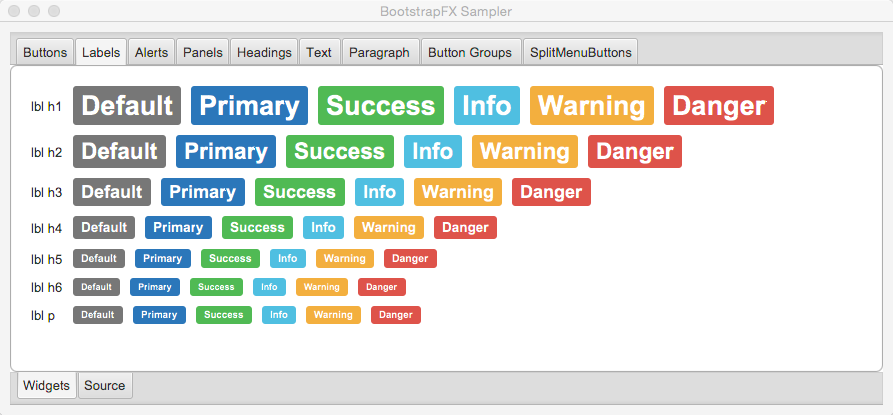 BootstrapFX Sampler
Buttons Labels Alerts Panels Headings Text Paragraph Button Groups SplitMenuButtons
lbl h1 Default Primary Success Info Warning Danger
lbl h2 Default Primary Success Info Warning Danger
lbl h3 Default Primary Success Info Warning Danger
lbl h4 Default Primary Success Info Warning Danger
lbl h5 Default Primary Success Info Warning Danger
lbl h6 Default Primary Success Info Warning Danger
lbl p Default Primary Success Info Warning Danger
Widgets Source